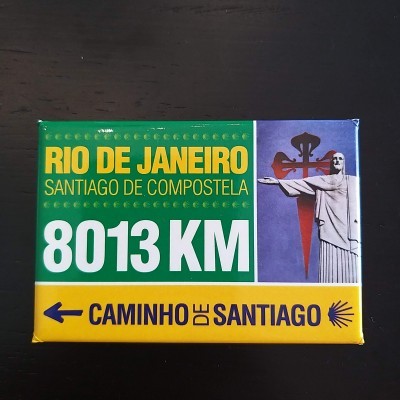 RIO DE JANEIRO
SANTIAGO DE COMPOSTELA
8013 KM
CAMINHO DE SANTIAGO